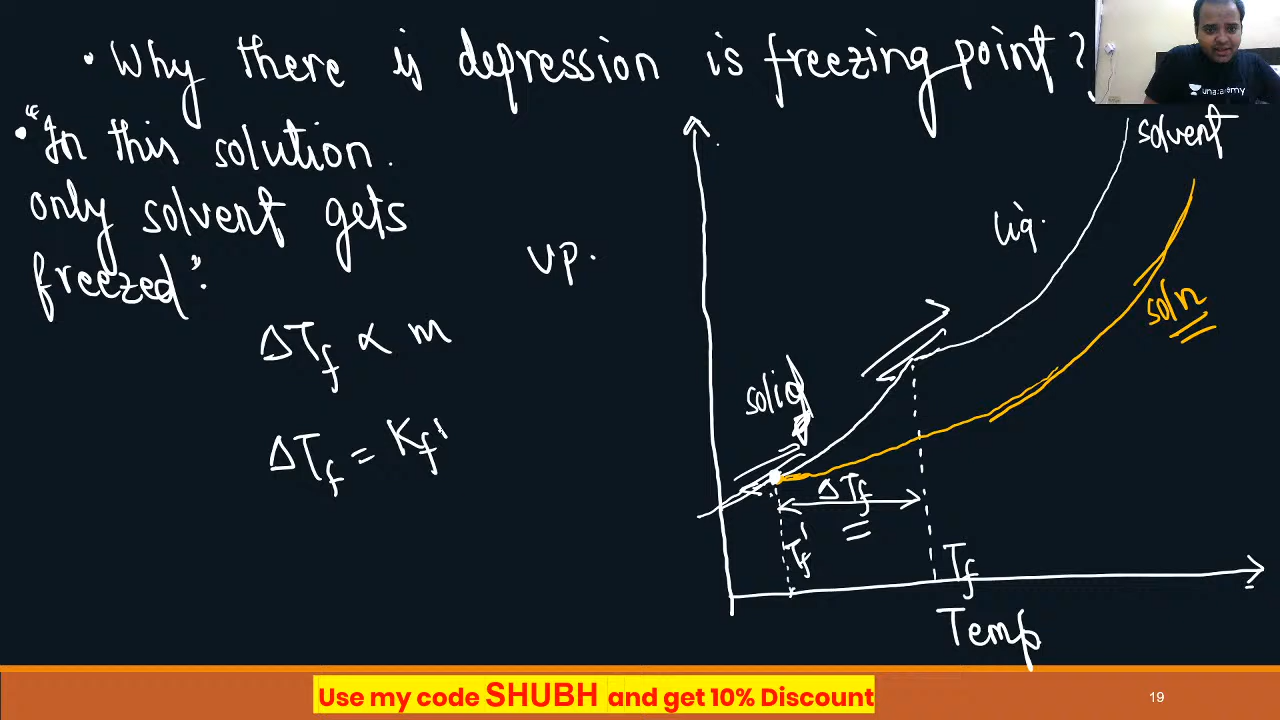 • Why there is depression is freezing point?
• "In this solution.
only solvent gets
freezed".
ΔTf ∝ m
ΔTf = Kf'
V.P.
solvent
liq.
soln
solid
ΔTf
Tf'
Tf
Temp
unacademy
Use my code SHUBH and get 10% Discount
19